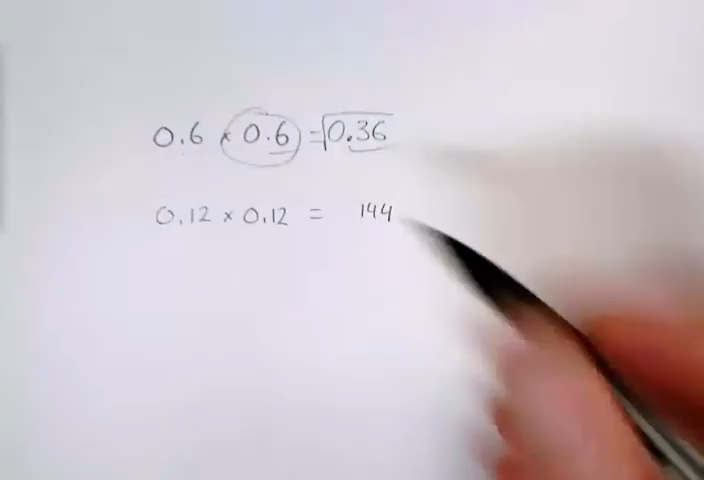 0.6 × 0.6 = √0.36
0.12 × 0.12 = 144